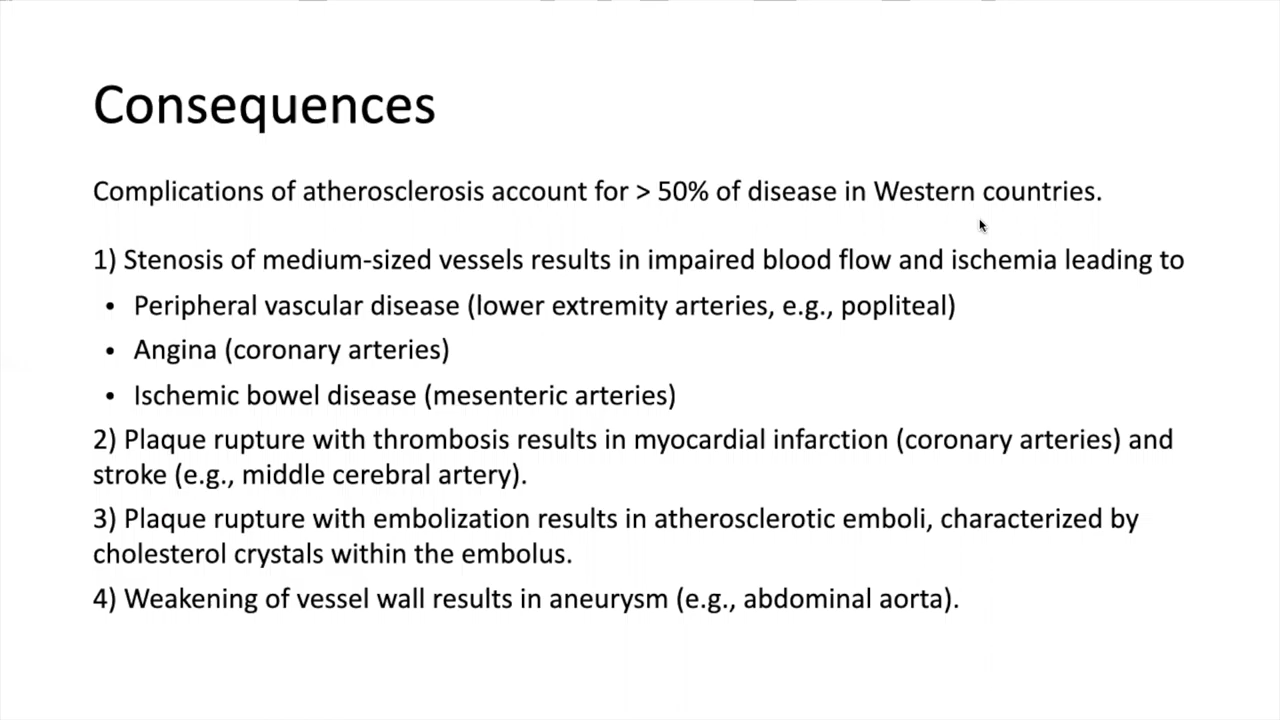 Consequences
Complications of atherosclerosis account for > 50% of disease in Western countries.
1) Stenosis of medium-sized vessels results in impaired blood flow and ischemia leading to
• Peripheral vascular disease (lower extremity arteries, e.g., popliteal)
• Angina (coronary arteries)
• Ischemic bowel disease (mesenteric arteries)
2) Plaque rupture with thrombosis results in myocardial infarction (coronary arteries) and
stroke (e.g., middle cerebral artery).
3) Plaque rupture with embolization results in atherosclerotic emboli, characterized by
cholesterol crystals within the embolus.
4) Weakening of vessel wall results in aneurysm (e.g., abdominal aorta).